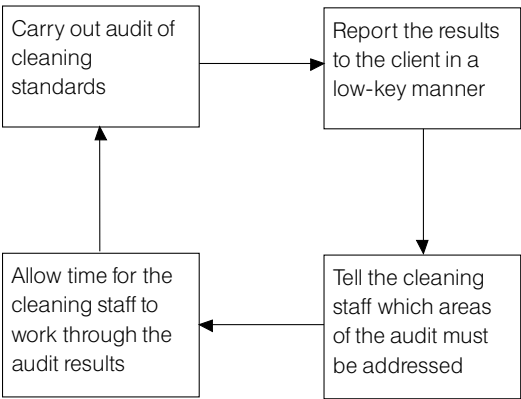 Carry out audit of
cleaning
standards
Report the results
to the client in a
low-key manner
Tell the cleaning
staff which areas
of the audit must
be addressed
Allow time for the
cleaning staff to
work through the
audit results